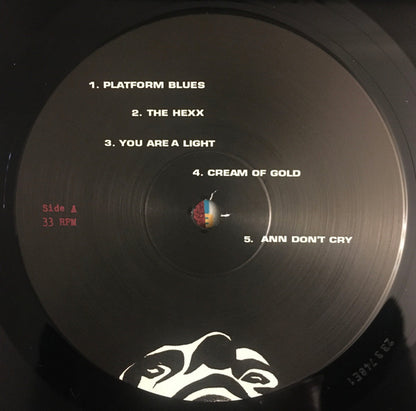 1. PLATFORM BLUES
2. THE HEXX
3. YOU ARE A LIGHT
4. CREAM OF GOLD
Side A
33 RPM
5. ANN DON'T CRY